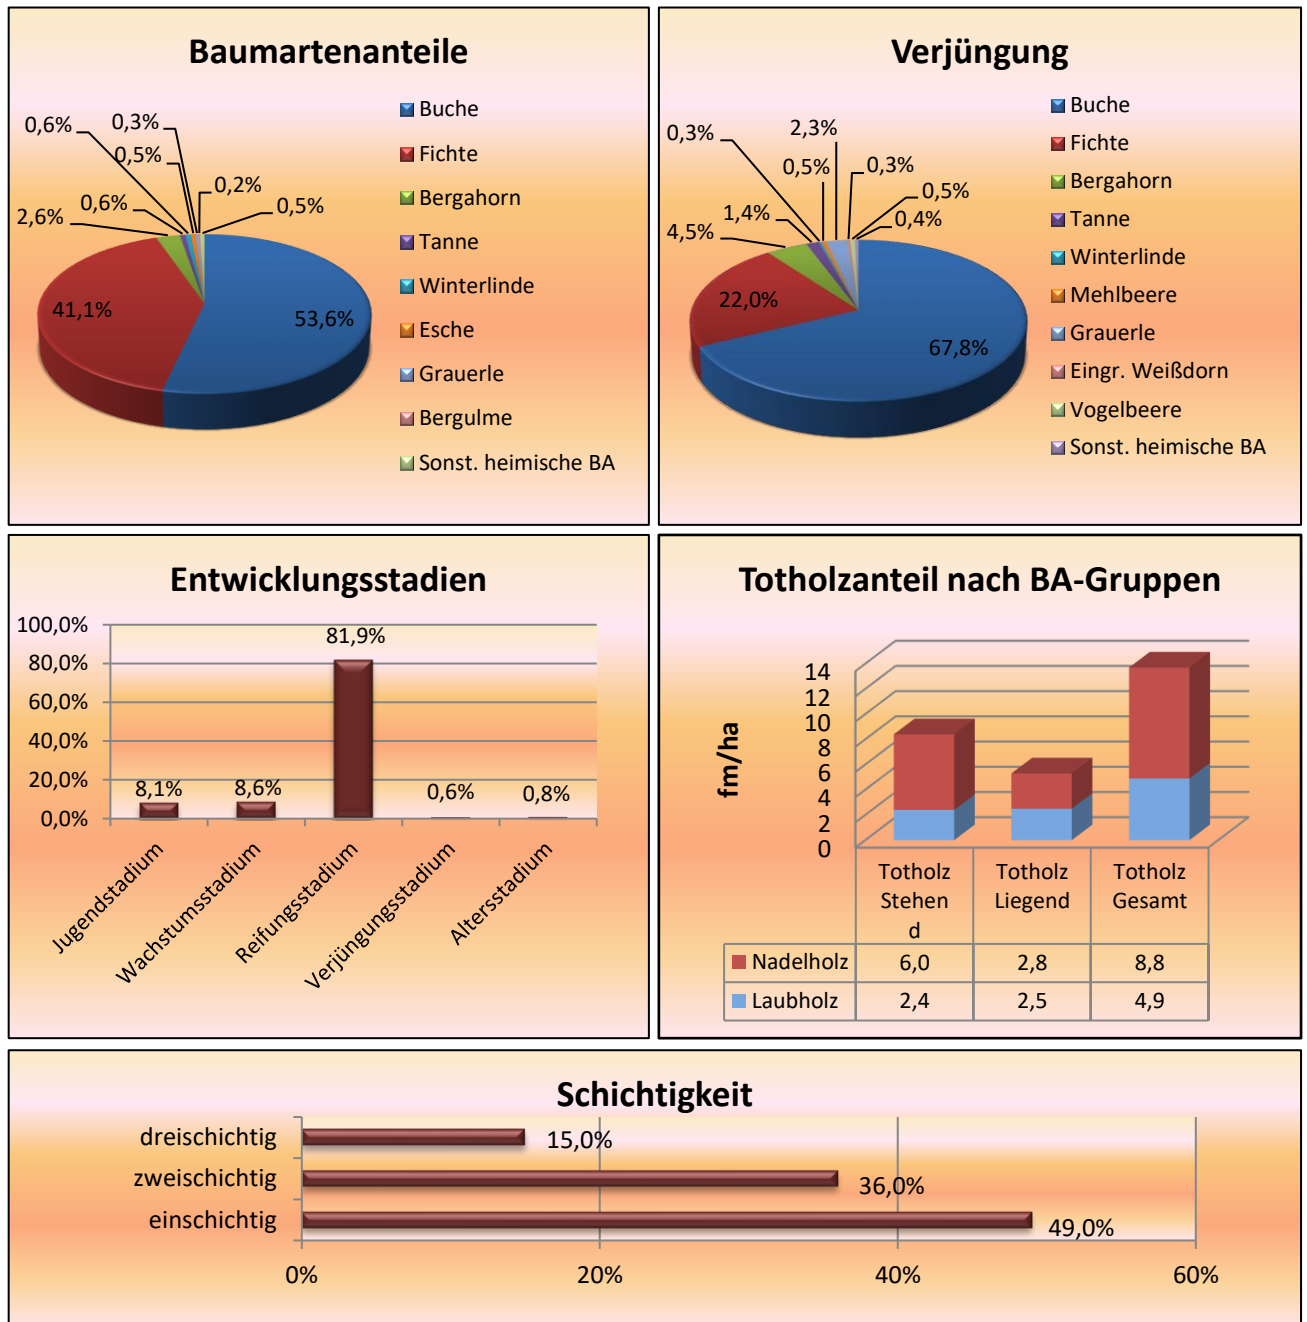 Baumartenanteile
0,6%
0,3%
0,5%
0,2%
0,6%
0,5%
2,6%
41,1%
53,6%
Buche
Fichte
Bergahorn
Tanne
Winterlinde
Esche
Grauerle
Bergulme
Sonst. heimische BA
Verjüngung
0,3%
2,3%
0,5%
0,3%
0,5%
1,4%
0,4%
4,5%
22,0%
67,8%
Buche
Fichte
Bergahorn
Tanne
Winterlinde
Mehlbeere
Grauerle
Eingr. Weißdorn
Vogelbeere
Sonst. heimische BA
Entwicklungsstadien
100,0%
80,0%
60,0%
40,0%
20,0%
0,0%
8,1%
8,6%
81,9%
0,6%
0,8%
Jugendstadium
Wachstumsstadium
Reifungsstadium
Verjüngungsstadium
Altersstadium
Totholzanteil nach BA-Gruppen
fm/ha
14
12
10
8
6
4
2
0
Totholz
Stehen
d
Totholz
Liegend
Totholz
Gesamt
Nadelholz 6,0 2,8 8,8
Laubholz 2,4 2,5 4,9
Schichtigkeit
dreischichtig 15,0%
zweischichtig 36,0%
einschichtig 49,0%
0% 20% 40% 60%